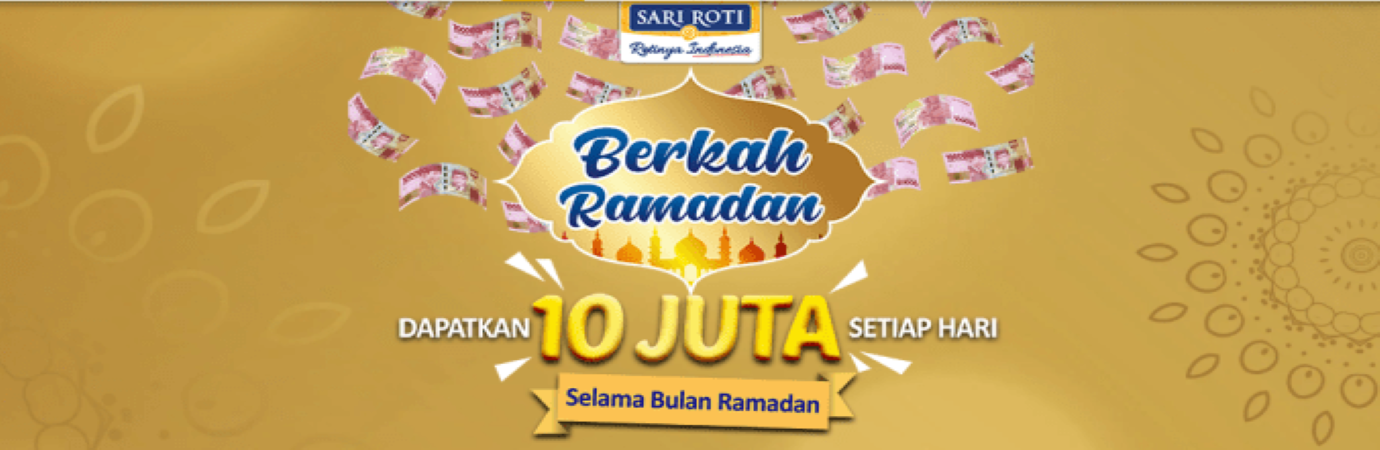 SARI ROTI
Rotinya Indonesia
Berkah
Ramadan
DAPATKAN 10 JUTA SETIAP HARI
Selama Bulan Ramadan